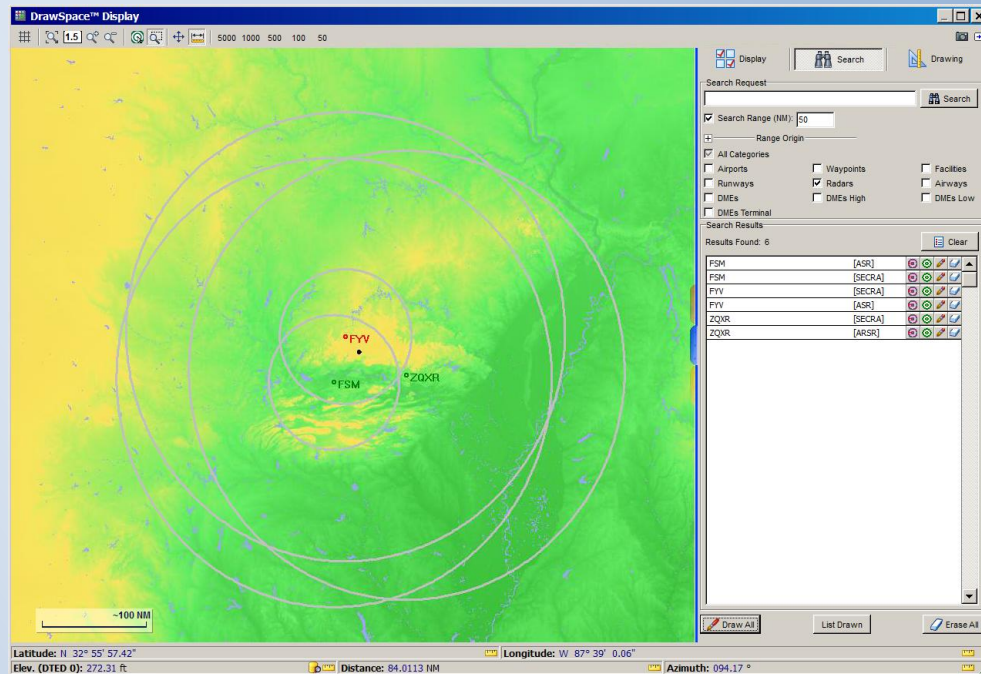 DrawSpace™ Display
1.5 5000 1000 500 100 50
Display Search Drawing
Search Request
Search
Search Range (NM): 50
Range Origin
All Categories
Airports Waypoints Facilities
Runways Radars Airways
DMEs DMEs High DMEs Low
DMEs Terminal
Search Results
Results Found: 6 Clear
FSM [ASR]
FSM [SECRA]
FYV [SECRA]
FYV [ASR]
ZQXR [SECRA]
ZQXR [ARSR]
FYV
FSM
ZQXR
~100 NM
Draw All List Drawn Erase All
Latitude: N 32° 55' 57.42" Longitude: W 87° 39' 0.06"
Elev. (DTED 0): 272.31 ft Distance: 84.0113 NM Azimuth: 094.17 °